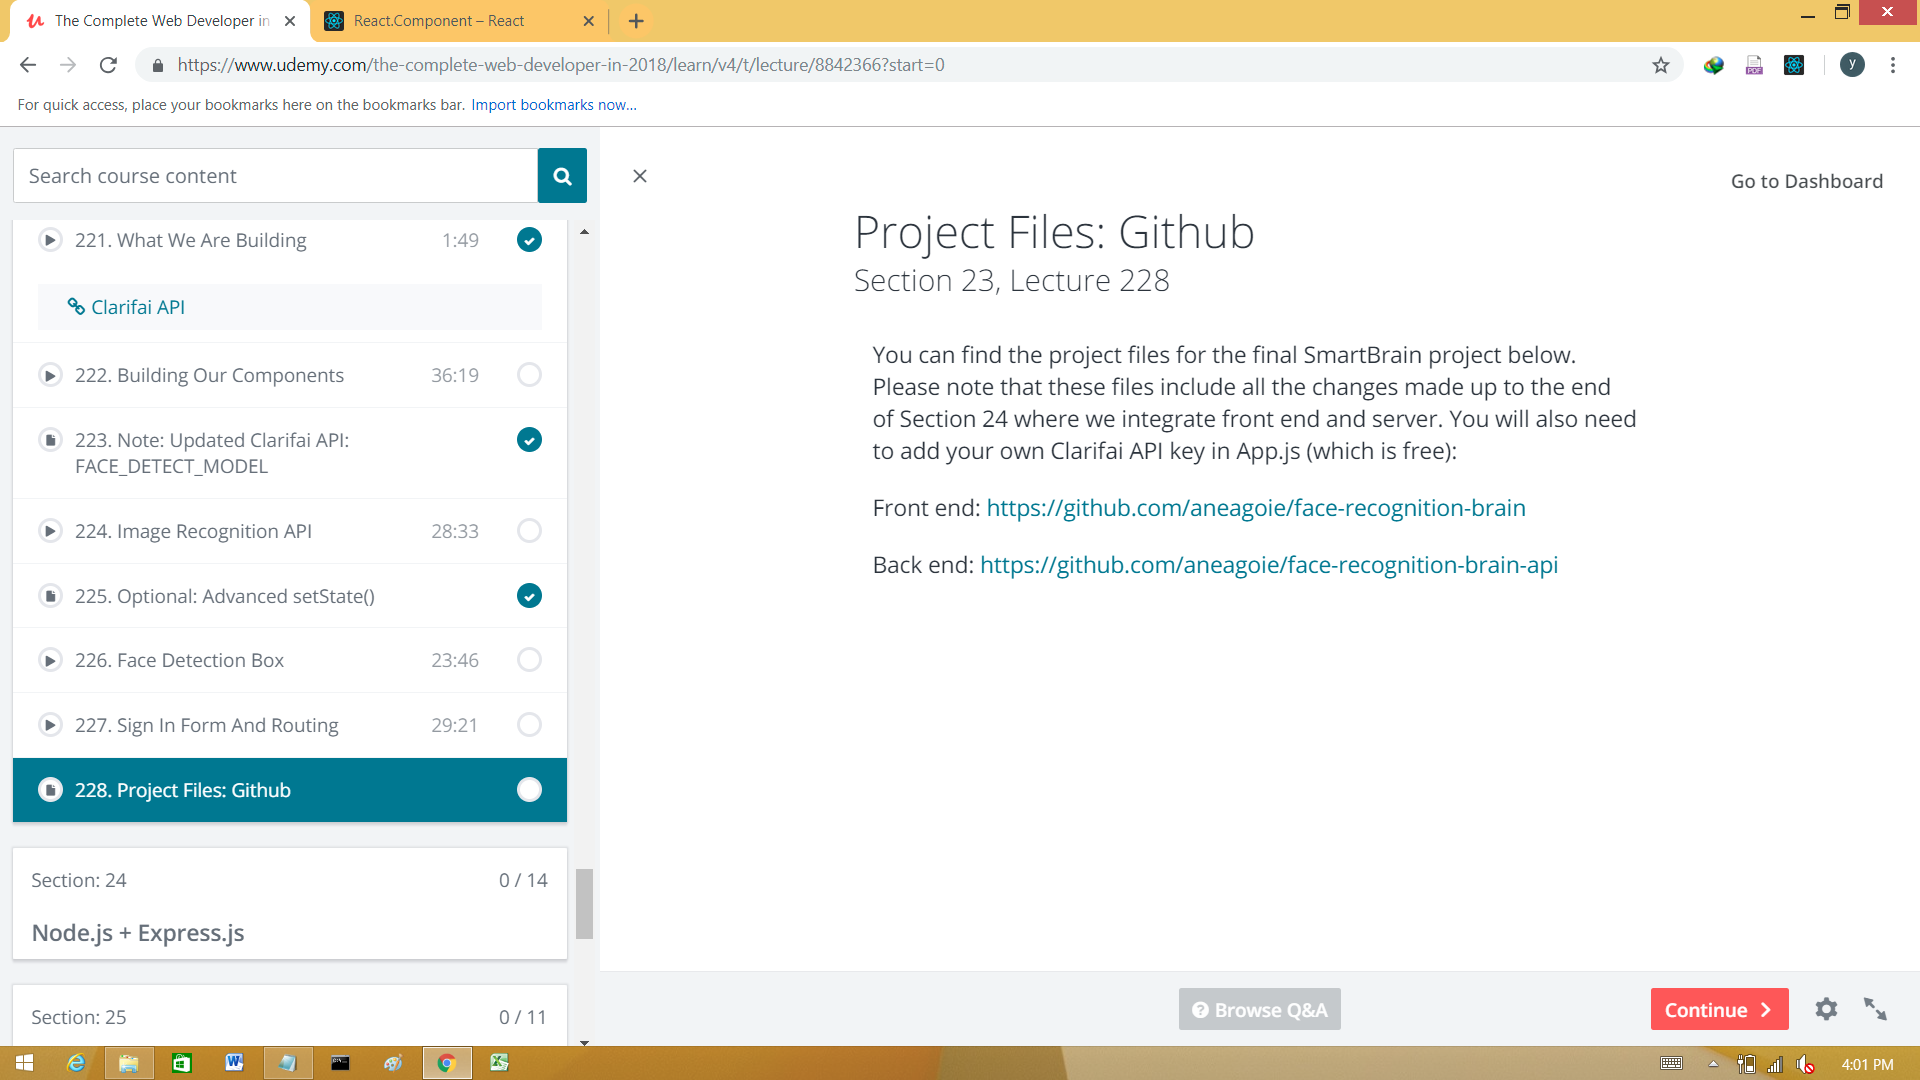 The Complete Web Developer in
React.Component – React
https://www.udemy.com/the-complete-web-developer-in-2018/learn/v4/t/lecture/8842366?start=0
PDF
y
For quick access, place your bookmarks here on the bookmarks bar. Import bookmarks now...
Search course content
221. What We Are Building 1:49
Clarifai API
222. Building Our Components 36:19
223. Note: Updated Clarifai API:
FACE_DETECT_MODEL
224. Image Recognition API 28:33
225. Optional: Advanced setState()
226. Face Detection Box 23:46
227. Sign In Form And Routing 29:21
228. Project Files: Github
Section: 24 0 / 14
Node.js + Express.js
Section: 25 0 / 11
Go to Dashboard
Project Files: Github
Section 23, Lecture 228
You can find the project files for the final SmartBrain project below.
Please note that these files include all the changes made up to the end
of Section 24 where we integrate front end and server. You will also need
to add your own Clarifai API key in App.js (which is free):
Front end: https://github.com/aneagoie/face-recognition-brain
Back end: https://github.com/aneagoie/face-recognition-brain-api
Browse Q&A
Continue
4:01 PM